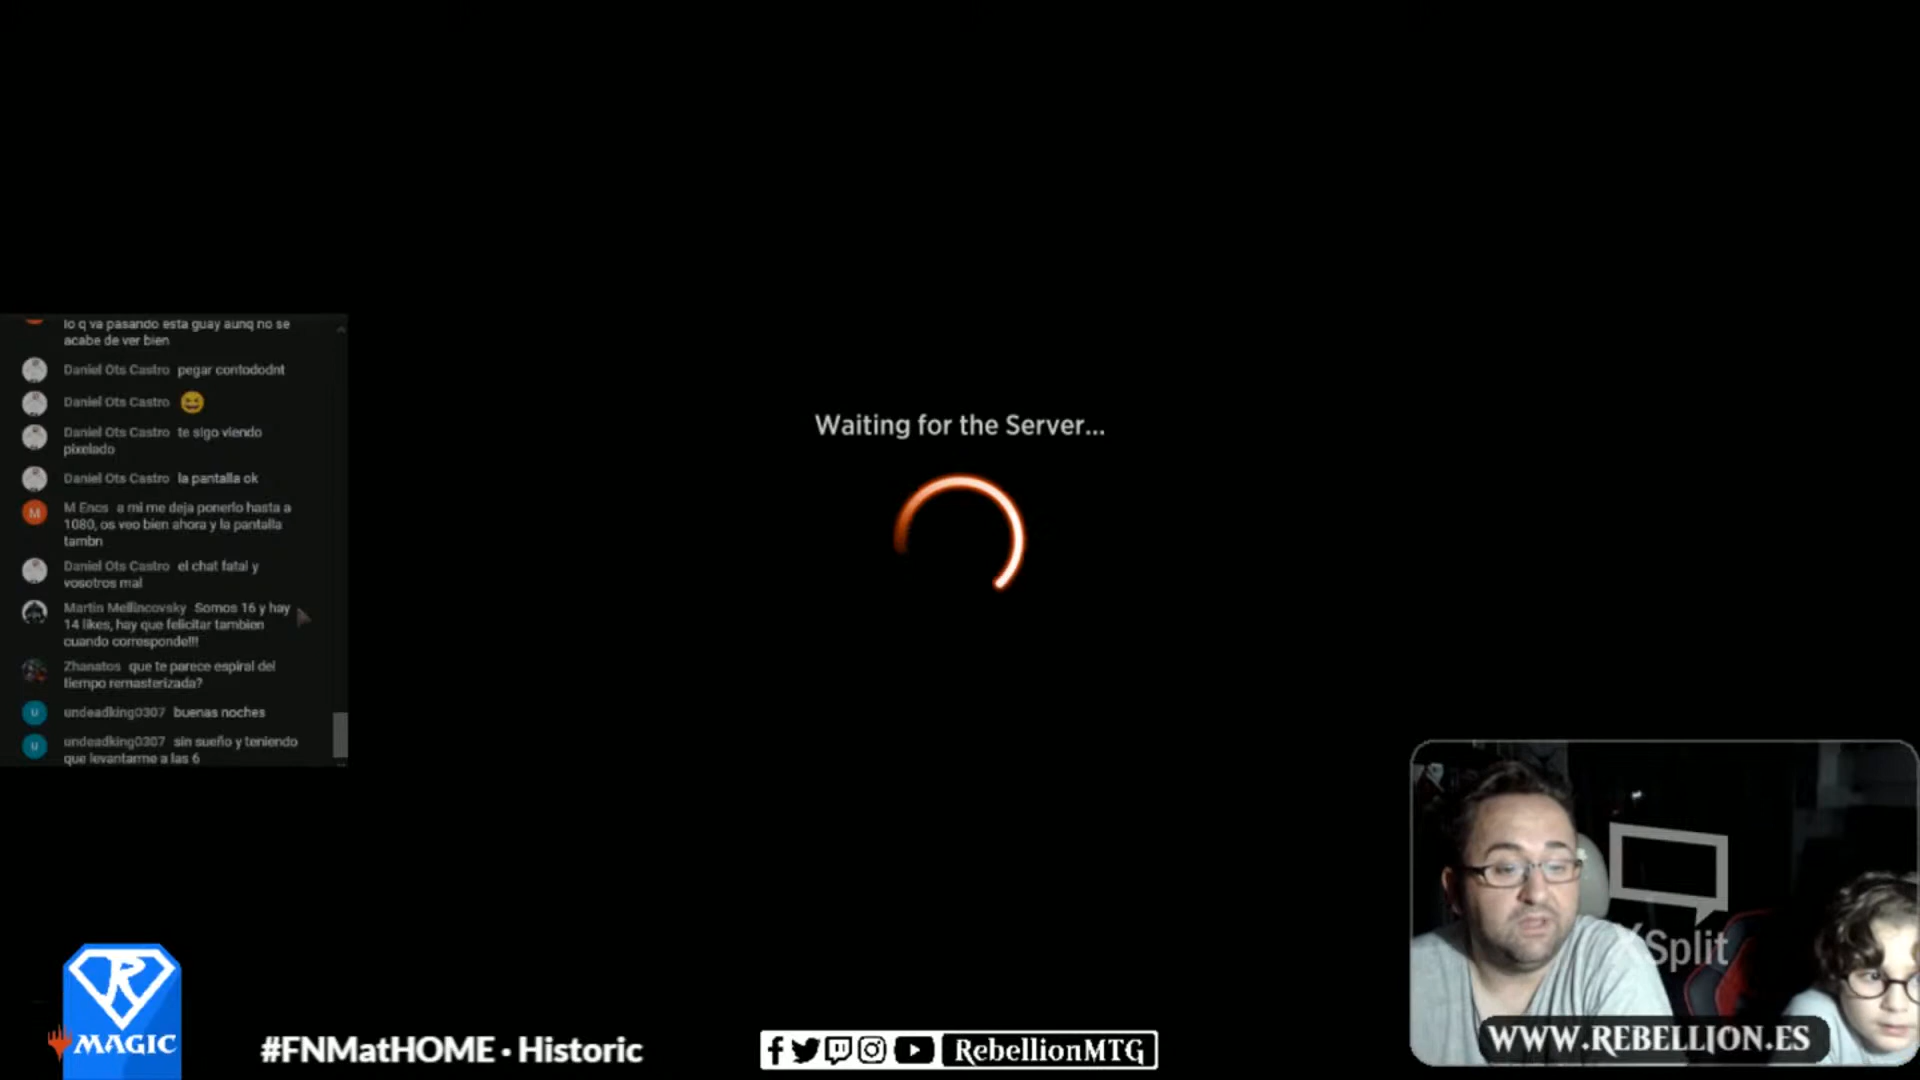 lo q va pasando esta guay aunq no se
acabe de ver bien
Daniel Ots Castro pegar contododnt
Daniel Ots Castro
Daniel Ots Castro te sigo viendo
pixelado
Daniel Ots Castro la pantalla ok
M
M Encs a mi me deja ponerlo hasta a
1080, os veo bien ahora y la pantalla
tambn
Daniel Ots Castro el chat fatal y
vosotros mal
Martin Mellincovsky Somos 16 y hay
14 likes, hay que felicitar tambien
cuando corresponde!!!
Zhanatos que te parece espiral del
tiempo remasterizada?
u
undeadking0307 buenas noches
u
undeadking0307 sin sueño y teniendo
que levantarme a las 6
Waiting for the Server...
XSplit
WWW.REBELLION.ES
R
MAGIC
#FNMatHOME • Historic
RebellionMTG